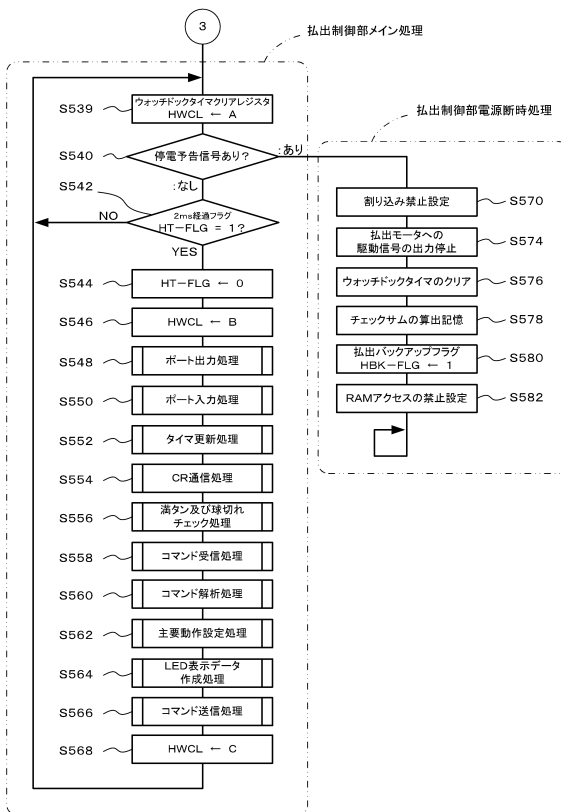 3
払出制御部メイン処理
S539
ウォッチドックタイマクリアレジスタ
HWCL ← A
払出制御部電源断時処理
S540
停電予告信号あり?
:あり
:なし
S542
2ms経過フラグ
HT-FLG = 1?
NO
YES
S544
HT-FLG ← 0
S546
HWCL ← B
S548
ポート出力処理
S550
ポート入力処理
S552
タイマ更新処理
S554
CR通信処理
S556
満タン及び球切れ
チェック処理
S558
コマンド受信処理
S560
コマンド解析処理
S562
主要動作設定処理
S564
LED表示データ
作成処理
S566
コマンド送信処理
S568
HWCL ← C
割り込み禁止設定
S570
払出モータへの
駆動信号の出力停止
S574
ウォッチドックタイマのクリア
S576
チェックサムの算出記憶
S578
払出バックアップフラグ
HBK-FLG ← 1
S580
RAMアクセスの禁止設定
S582